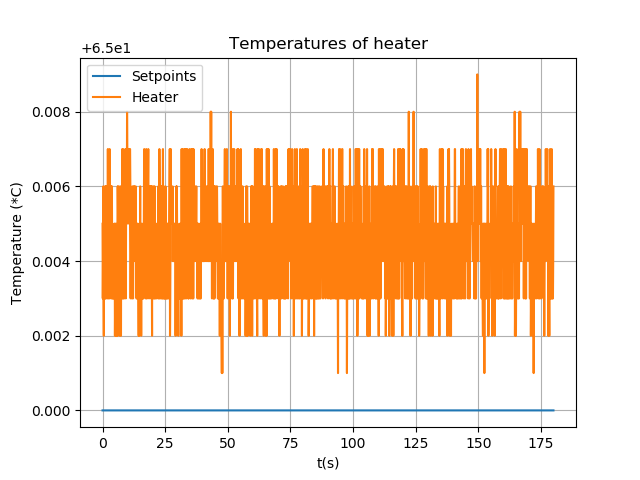 Temperatures of heater
+6.5e1
Setpoints
Heater
0.008
0.006
0.004
0.002
0.000
Temperature (*C)
0 25 50 75 100 125 150 175
t(s)